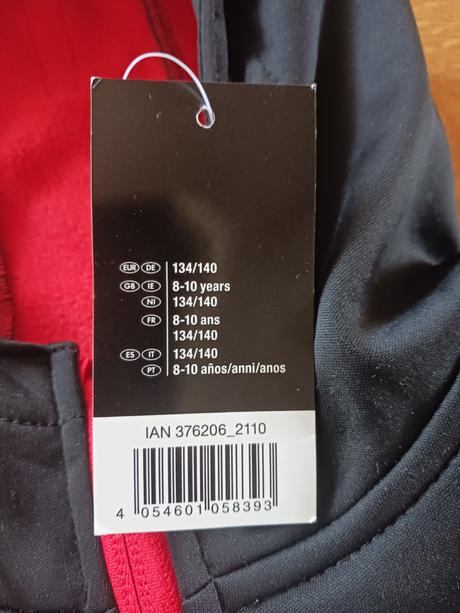 EUR DE 134/140
GB IE 8-10 years
NI 134/140
FR 8-10 ans
134/140
ES IT 134/140
PT 8-10 años/anni/anos
IAN 376206_2110
4 054601 058393